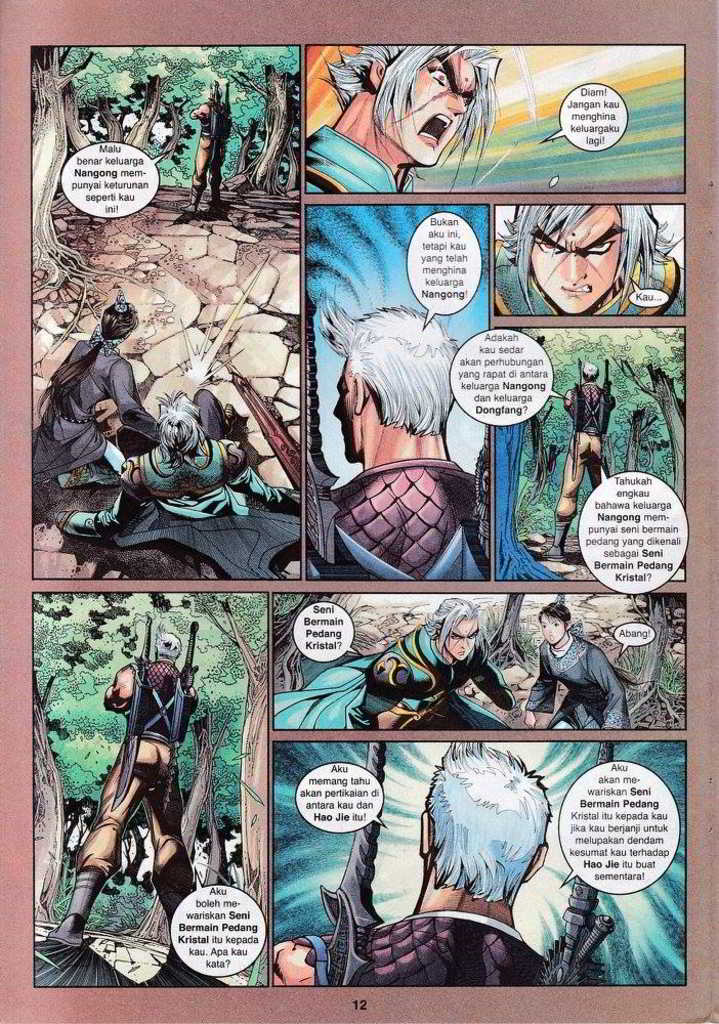 Malu
benar keluarga
Nangong mem-
punyai keturunan
seperti kau
ini!
Diam!
Jangan kau
menghina
keluargaku
lagi!
Bukan
aku ini,
tetapi kau
yang telah
menghina
keluarga
Nangong!
Kau...
Adakah
kau sedar
akan perhubungan
yang rapat di antara
keluarga Nangong
dan keluarga
Dongfang?
Tahukah
engkau
bahawa keluarga
Nangong mem-
punyai seni bermain
pedang yang dikenali
sebagai Seni
Bermain Pedang
Kristal?
Aku
boleh me-
wariskan Seni
Bermain Pedang
Kristal itu kepada
kau. Apa kau
kata?
Seni
Bermain
Pedang
Kristal?
Abang!
Aku
memang tahu
akan pertikaian di
antara kau dan
Hao Jie itu!
Aku
akan me-
wariskan Seni
Bermain Pedang
Kristal itu kepada kau
jika kau berjanji untuk
melupakan dendam
kesumat kau terhadap
Hao Jie itu buat
sementara!
12